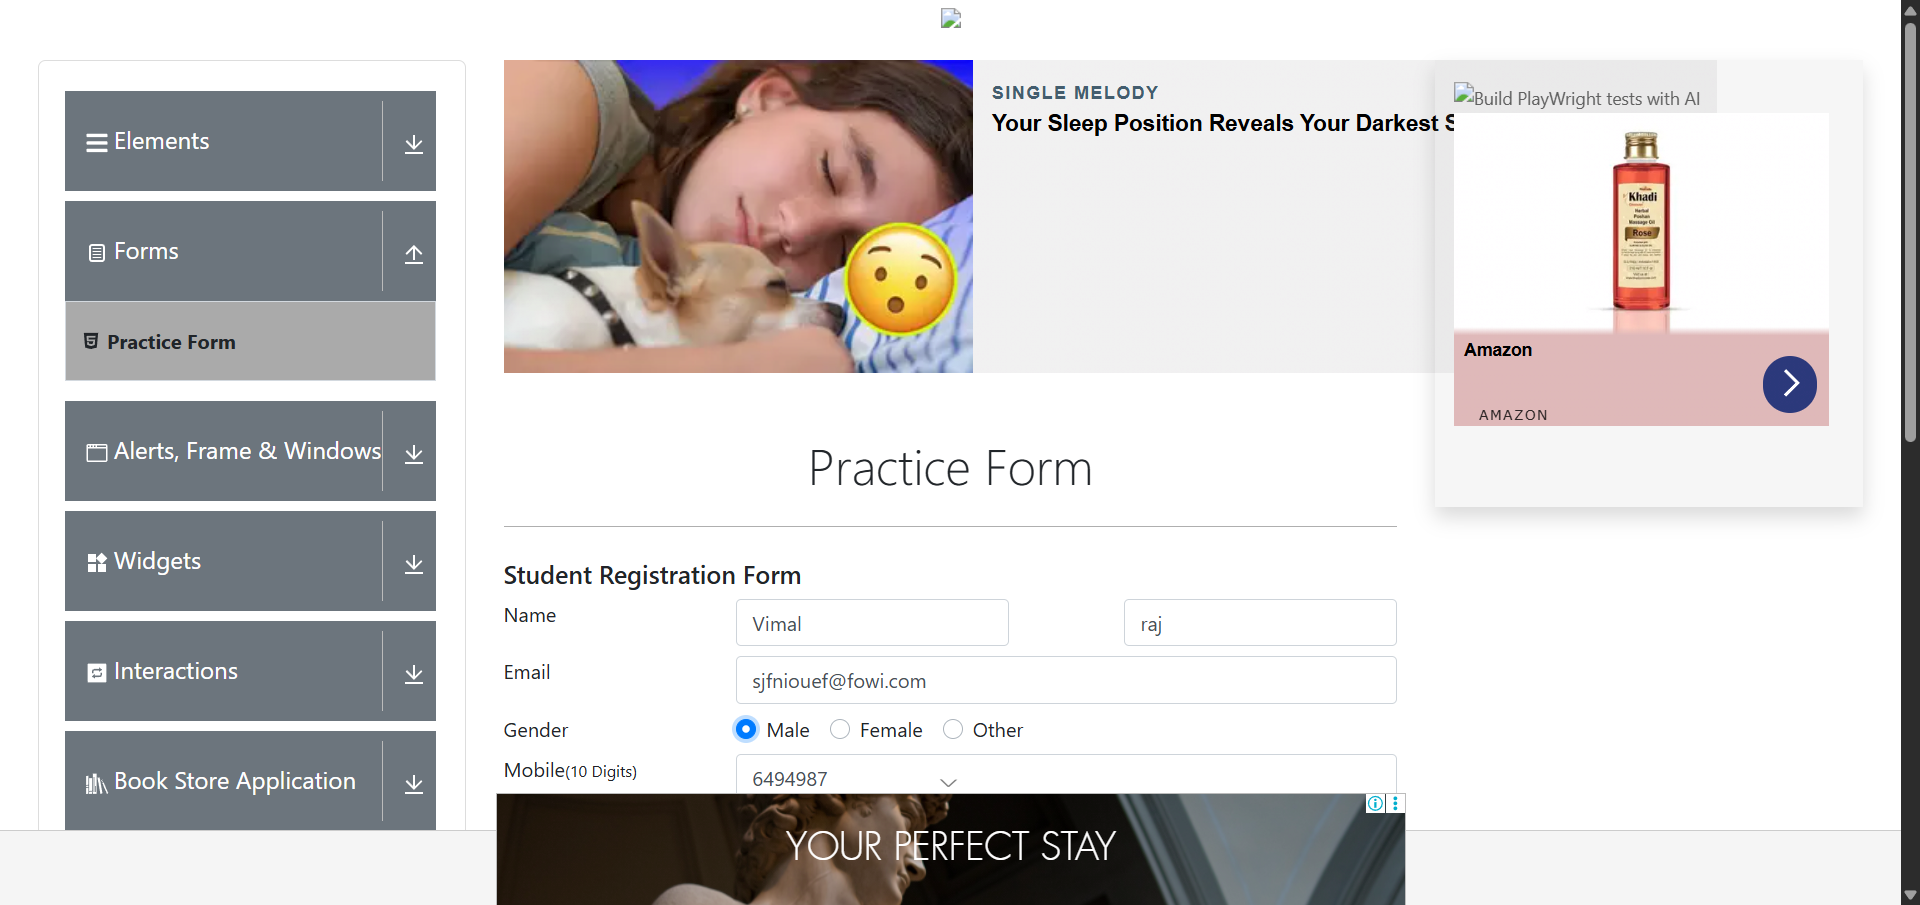 Elements
Forms
Practice Form
Alerts, Frame & Windows
Widgets
Interactions
Book Store Application
SINGLE MELODY
Your Sleep Position Reveals Your Darkest S
Build PlayWright tests with AI
Khadi
Herbal
Rose
Amazon
AMAZON
Practice Form
Student Registration Form
Name
Vimal
raj
Email
sjfniouef@fowi.com
Gender
Male
Female
Other
Mobile(10 Digits)
6494987
YOUR PERFECT STAY